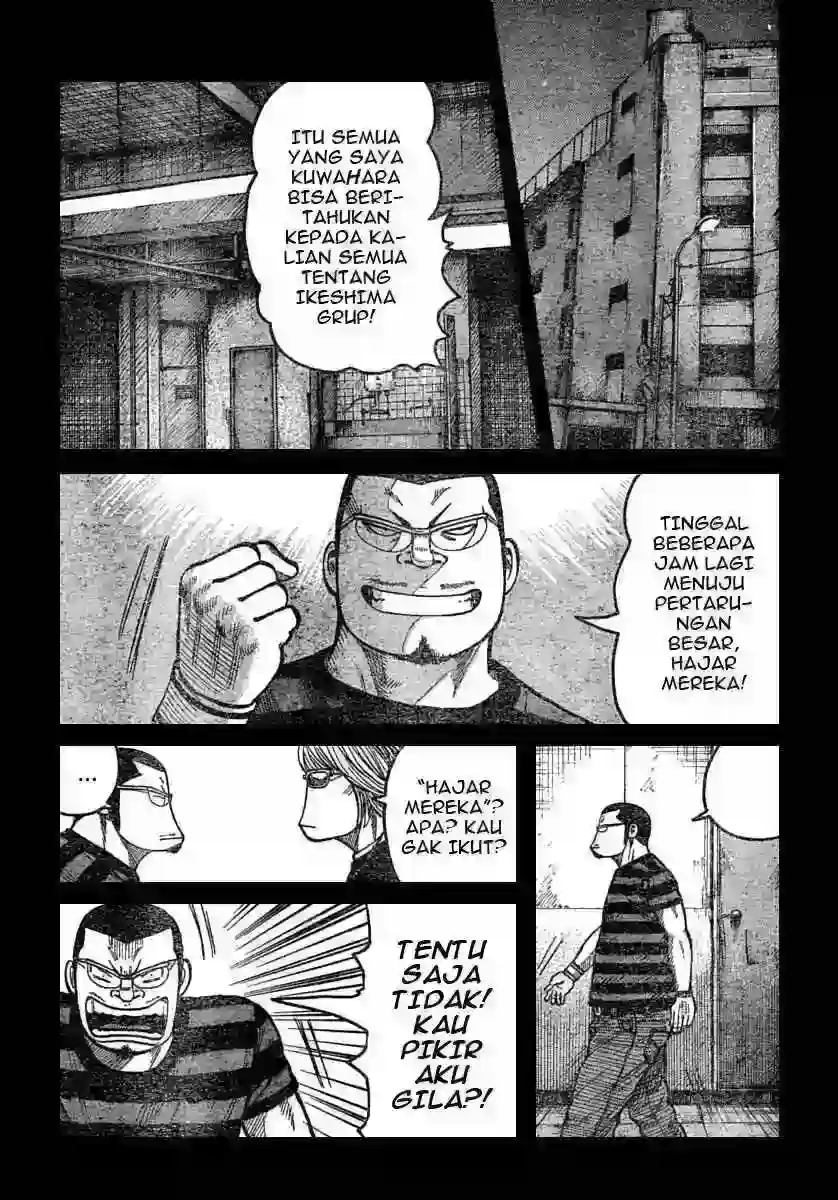 ITU SEMUA
YANG SAYA
KUWAHARA
BISA BERI-
TAHUKAN
KEPADA KA-
LIAN SEMUA
TENTANG
IKESHIMA
GRUP!
TINGGAL
BEBERAPA
JAM LAGI
MENUJU
PERTARU-
NGAN
BESAR,
HAJAR
MEREKA!
...
"HAJAR
MEREKA"?
APA? KAU
GAK IKUT?
TENTU
SAJA
TIDAK!
KAU
PIKIR
AKU
GILA?!